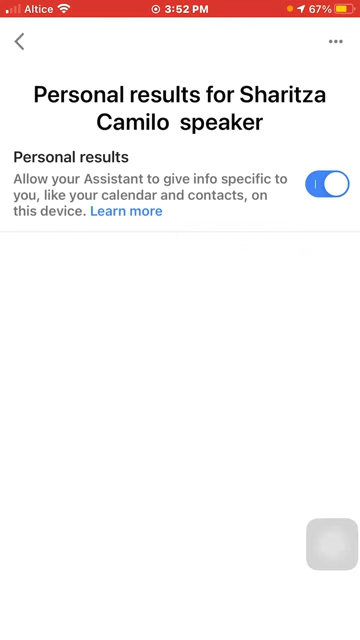 Altice 3:52 PM 67%
Personal results for Sharitza
Camilo speaker
Personal results
Allow your Assistant to give info specific to
you, like your calendar and contacts, on
this device. Learn more